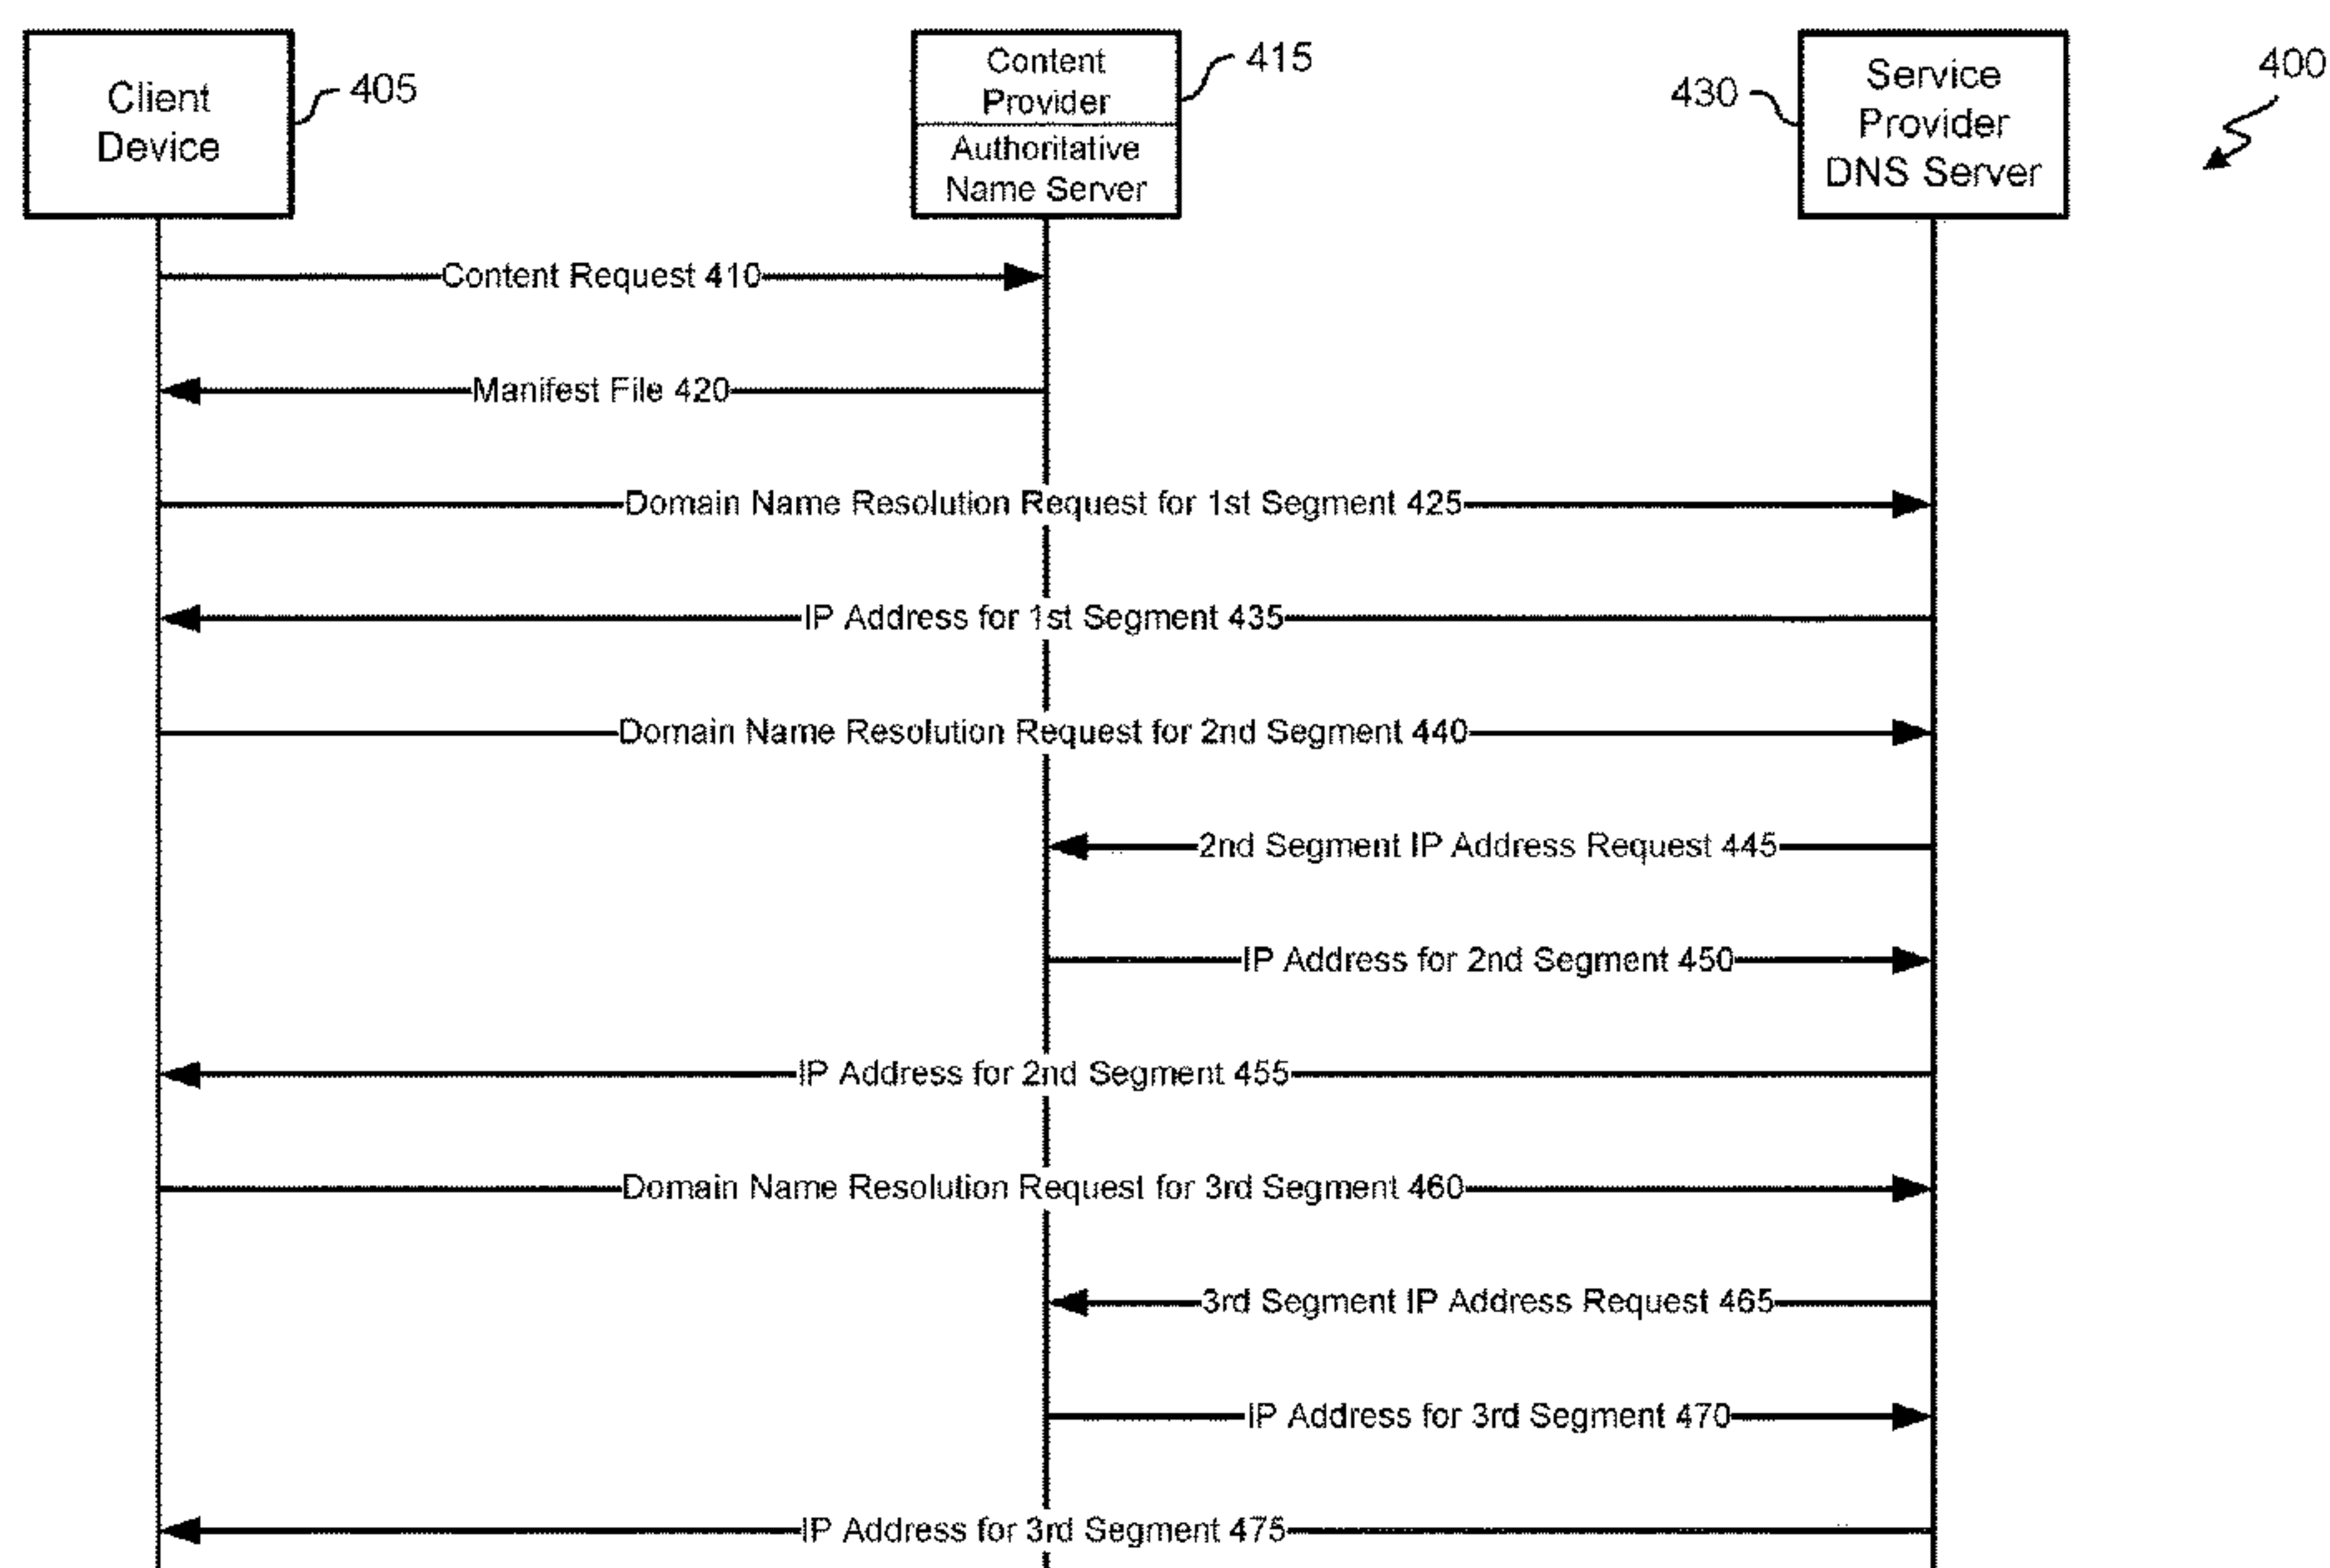 Client
Device
405
Content
Provider
Authoritative
Name Server
415
430
Service
Provider
DNS Server
400
Content Request 410
Manifest File 420
Domain Name Resolution Request for 1st Segment 425
IP Address for 1st Segment 435
Domain Name Resolution Request for 2nd Segment 440
2nd Segment IP Address Request 445
IP Address for 2nd Segment 450
IP Address for 2nd Segment 455
Domain Name Resolution Request for 3rd Segment 460
3rd Segment IP Address Request 465
IP Address for 3rd Segment 470
IP Address for 3rd Segment 475